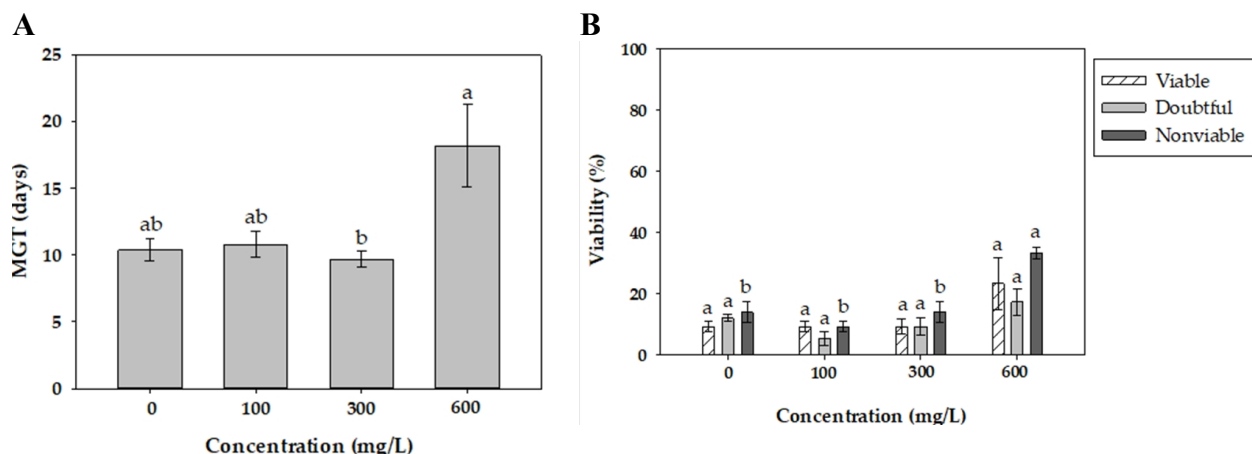 A
25
20
15
10
5
0
MGT (days)
ab
ab
b
a
0 100 300 600
Concentration (mg/L)
B
100
80
60
40
20
0
Viability (%)
a a b
a a b
a a b
a a a
0 100 300 600
Concentration (mg/L)
Viable
Doubtful
Nonviable